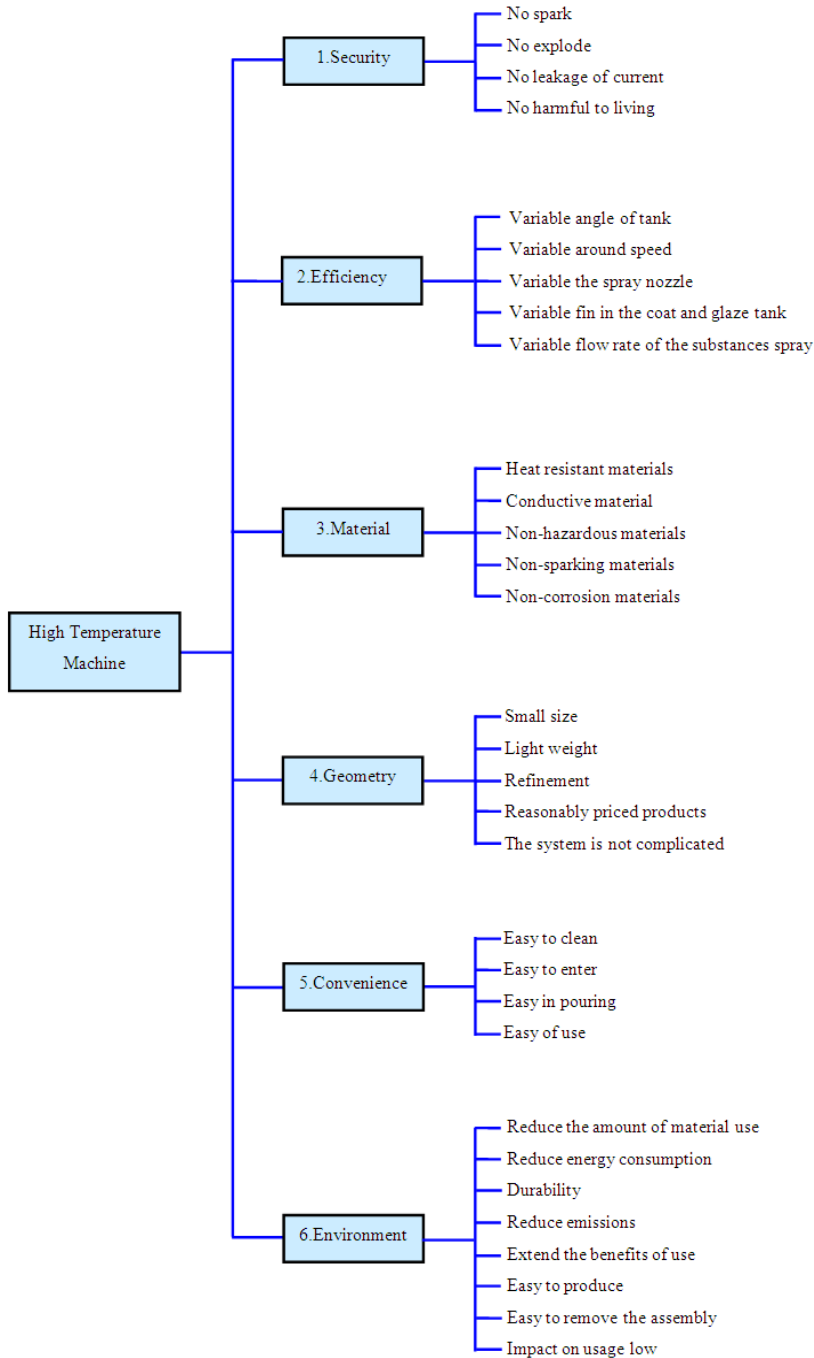 High Temperature
Machine
1.Security
No spark
No explode
No leakage of current
No harmful to living
2.Efficiency
Variable angle of tank
Variable around speed
Variable the spray nozzle
Variable fin in the coat and glaze tank
Variable flow rate of the substances spray
3.Material
Heat resistant materials
Conductive material
Non-hazardous materials
Non-sparking materials
Non-corrosion materials
4.Geometry
Small size
Light weight
Refinement
Reasonably priced products
The system is not complicated
5.Convenience
Easy to clean
Easy to enter
Easy in pouring
Easy of use
6.Environment
Reduce the amount of material use
Reduce energy consumption
Durability
Reduce emissions
Extend the benefits of use
Easy to produce
Easy to remove the assembly
Impact on usage low